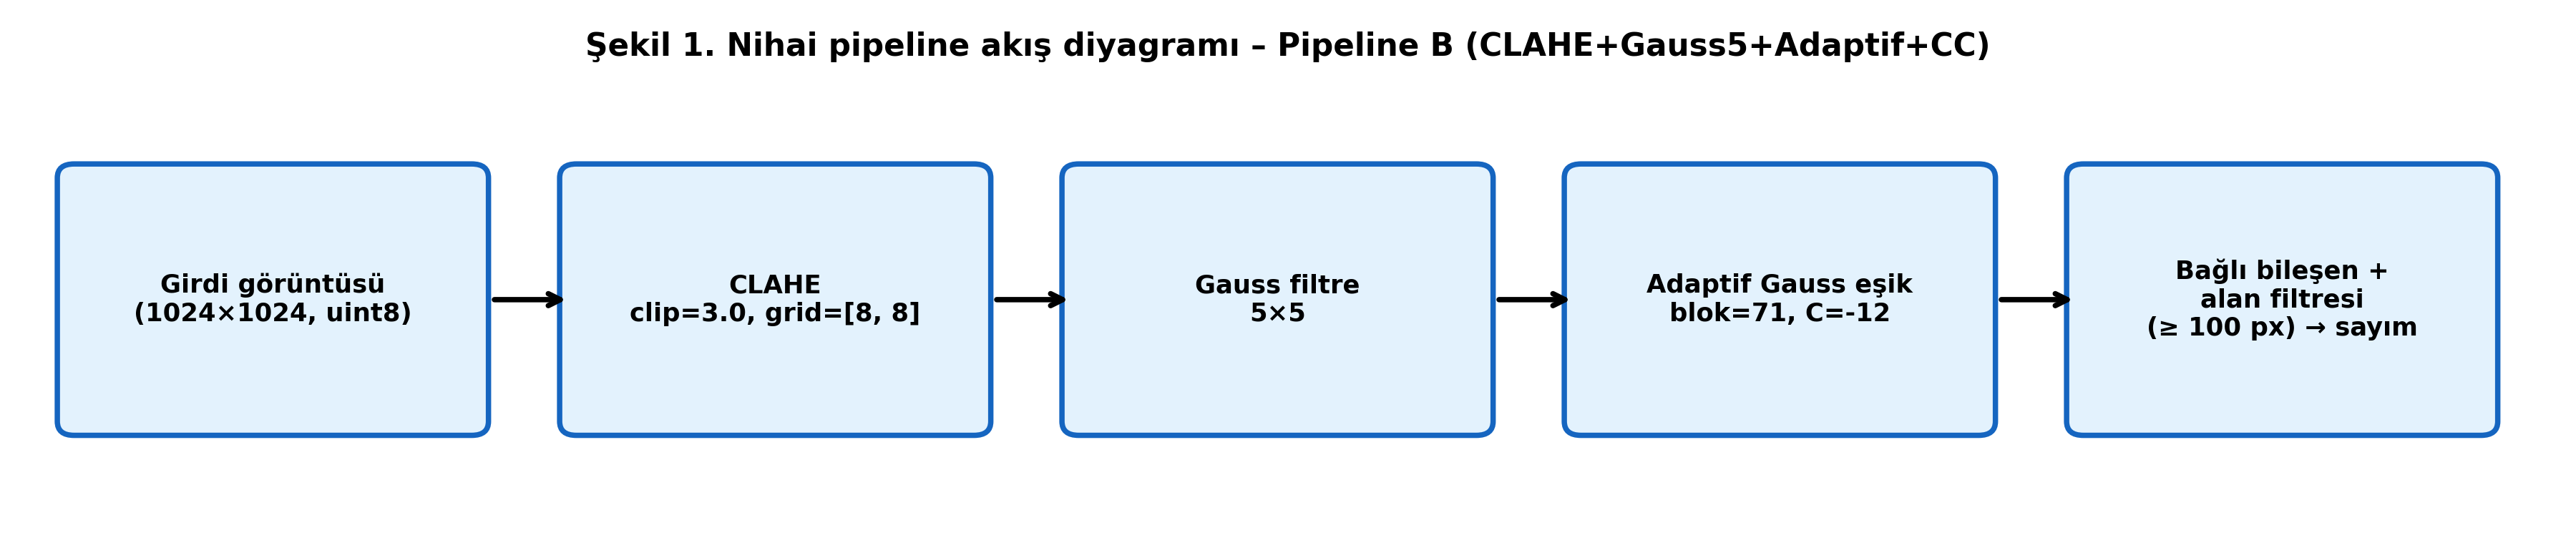 Şekil 1. Nihai pipeline akış diyagramı – Pipeline B (CLAHE+Gauss5+Adaptif+CC)
Girdi görüntüsü
(1024×1024, uint8)
CLAHE
clip=3.0, grid=[8, 8]
Gauss filtre
5×5
Adaptif Gauss eşik
blok=71, C=-12
Bağlı bileşen +
alan filtresi
(≥ 100 px) → sayım